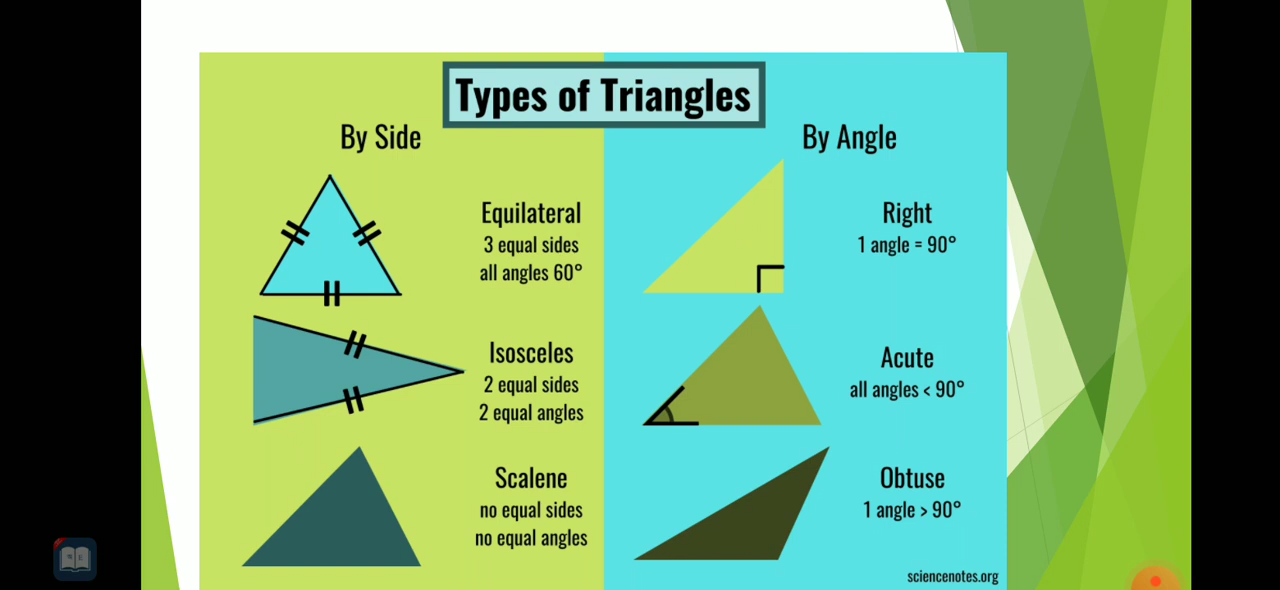 Types of Triangles
By Side
Equilateral
3 equal sides
all angles 60°
Isosceles
2 equal sides
2 equal angles
Scalene
no equal sides
no equal angles
By Angle
Right
1 angle = 90°
Acute
all angles < 90°
Obtuse
1 angle > 90°
sciencenotes.org